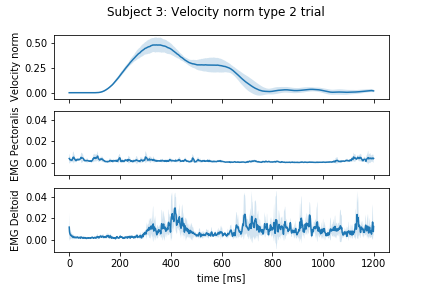 Subject 3: Velocity norm type 2 trial
Velocity norm
0.50
0.25
0.00
EMG Pectoralis
0.04
0.02
0.00
EMG Deltoid
0.04
0.02
0.00
0 200 400 600 800 1000 1200
time [ms]